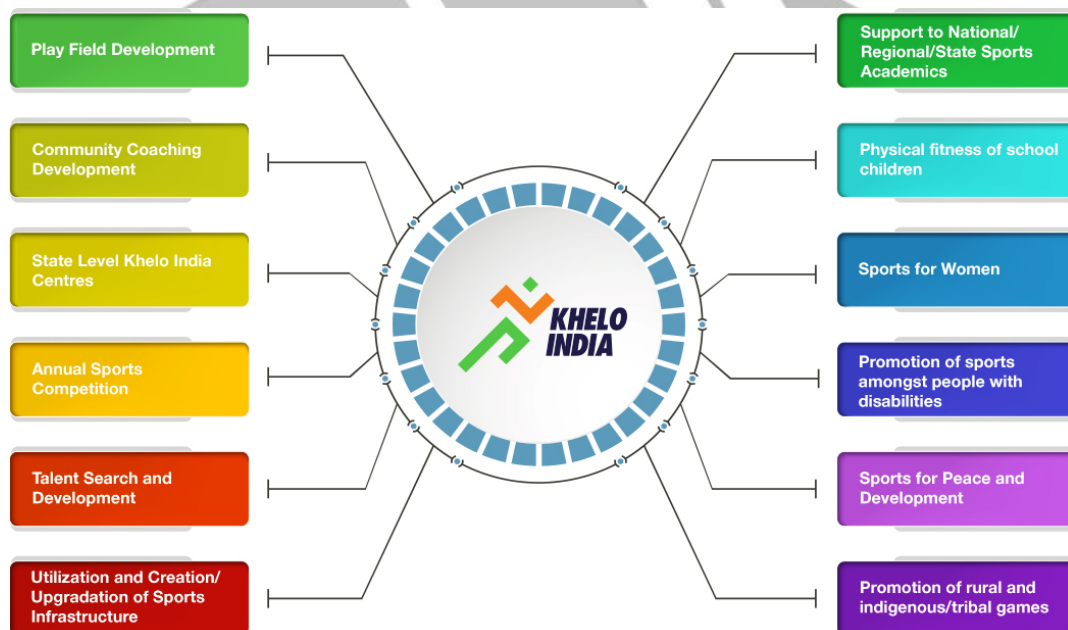 Play Field Development
Community Coaching
Development
State Level Khelo India
Centres
Annual Sports
Competition
Talent Search and
Development
Utilization and Creation/
Upgradation of Sports
Infrastructure
KHELO
INDIA
Support to National/
Regional/State Sports
Academics
Physical fitness of school
children
Sports for Women
Promotion of sports
amongst people with
disabilities
Sports for Peace and
Development
Promotion of rural and
indigenous/tribal games